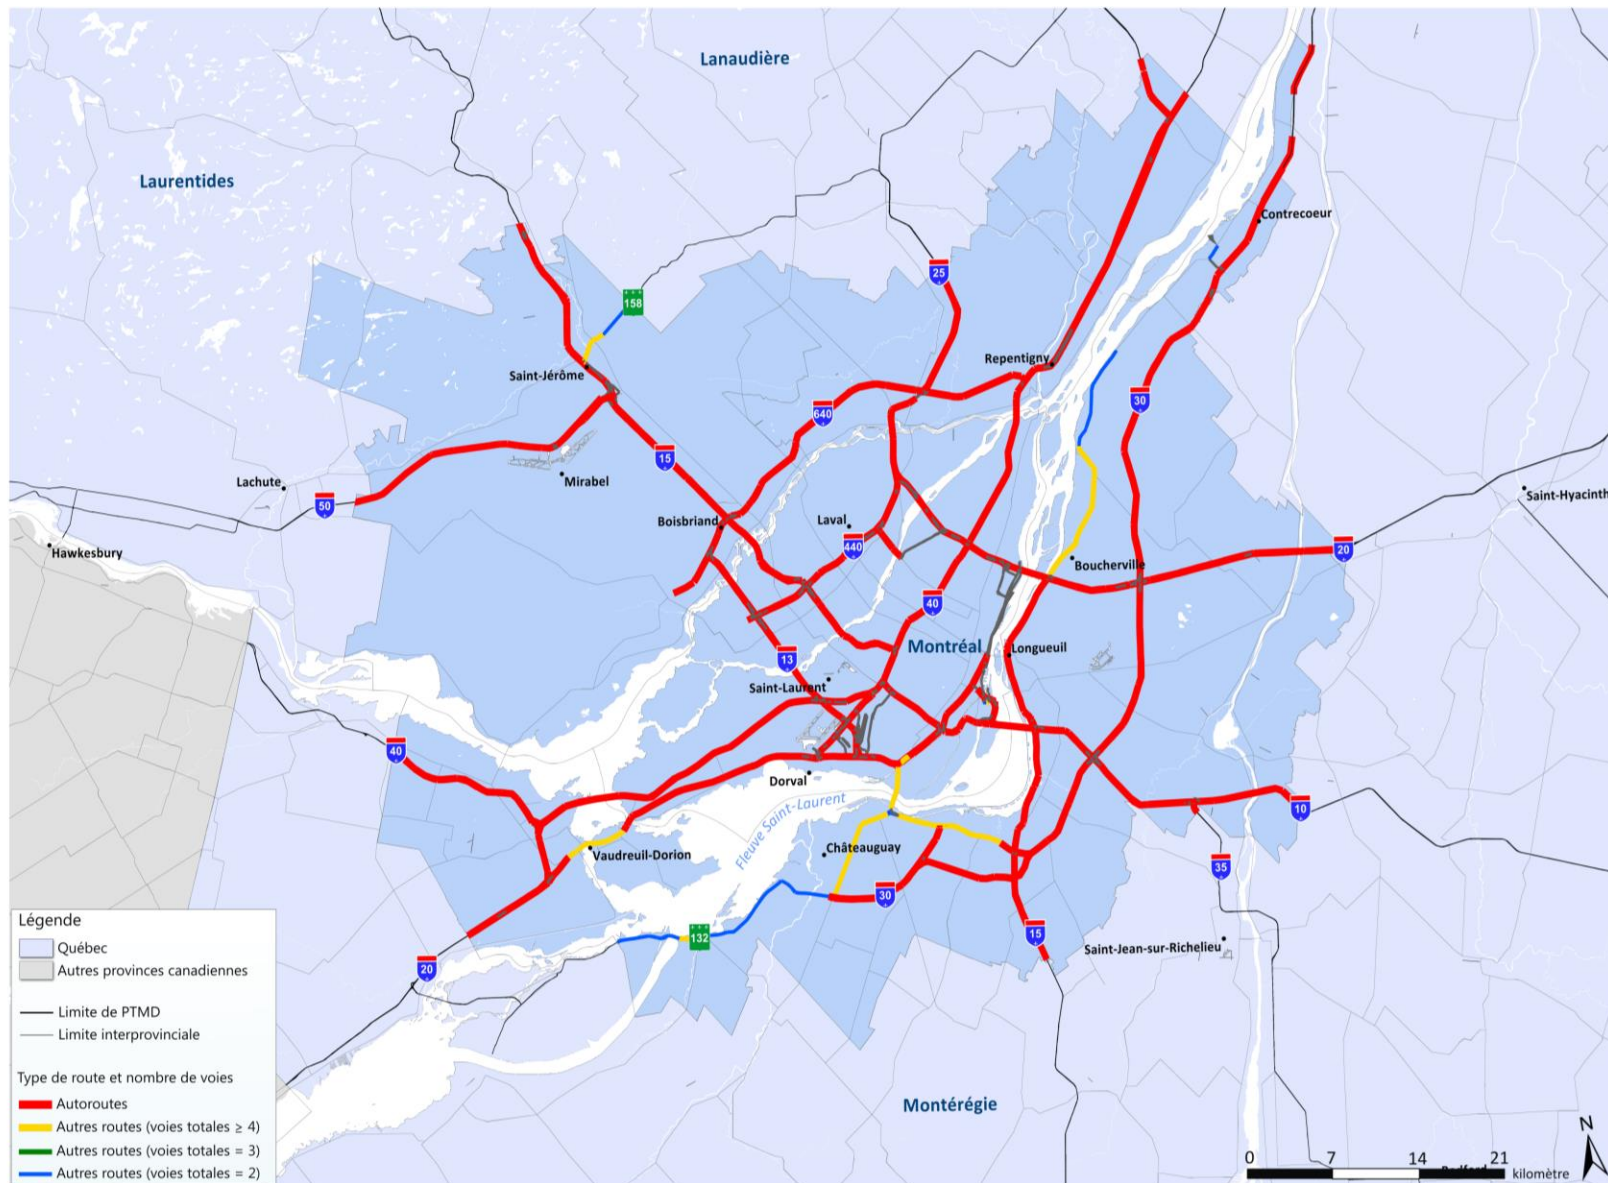 Lanaudière
Laurentides
Contrecoeur
25
158
Repentigny
Saint-Jérôme
30
640
15
Lachute
Mirabel
Saint-Hyacinth
50
Boisbriand
Laval
440
20
Hawkesbury
Boucherville
40
Montréal
Longueuil
13
Saint-Laurent
40
Dorval
Fleuve Saint-Laurent
10
Vaudreuil-Dorion
Châteauguay
35
30
132
15
Saint-Jean-sur-Richelieu
20
Montérégie
Légende
Québec
Autres provinces canadiennes
Limite de PTMD
Limite interprovinciale
Type de route et nombre de voies
Autoroutes
Autres routes (voies totales ≥ 4)
Autres routes (voies totales = 3)
Autres routes (voies totales = 2)
N
0 7 14 21
kilomètre